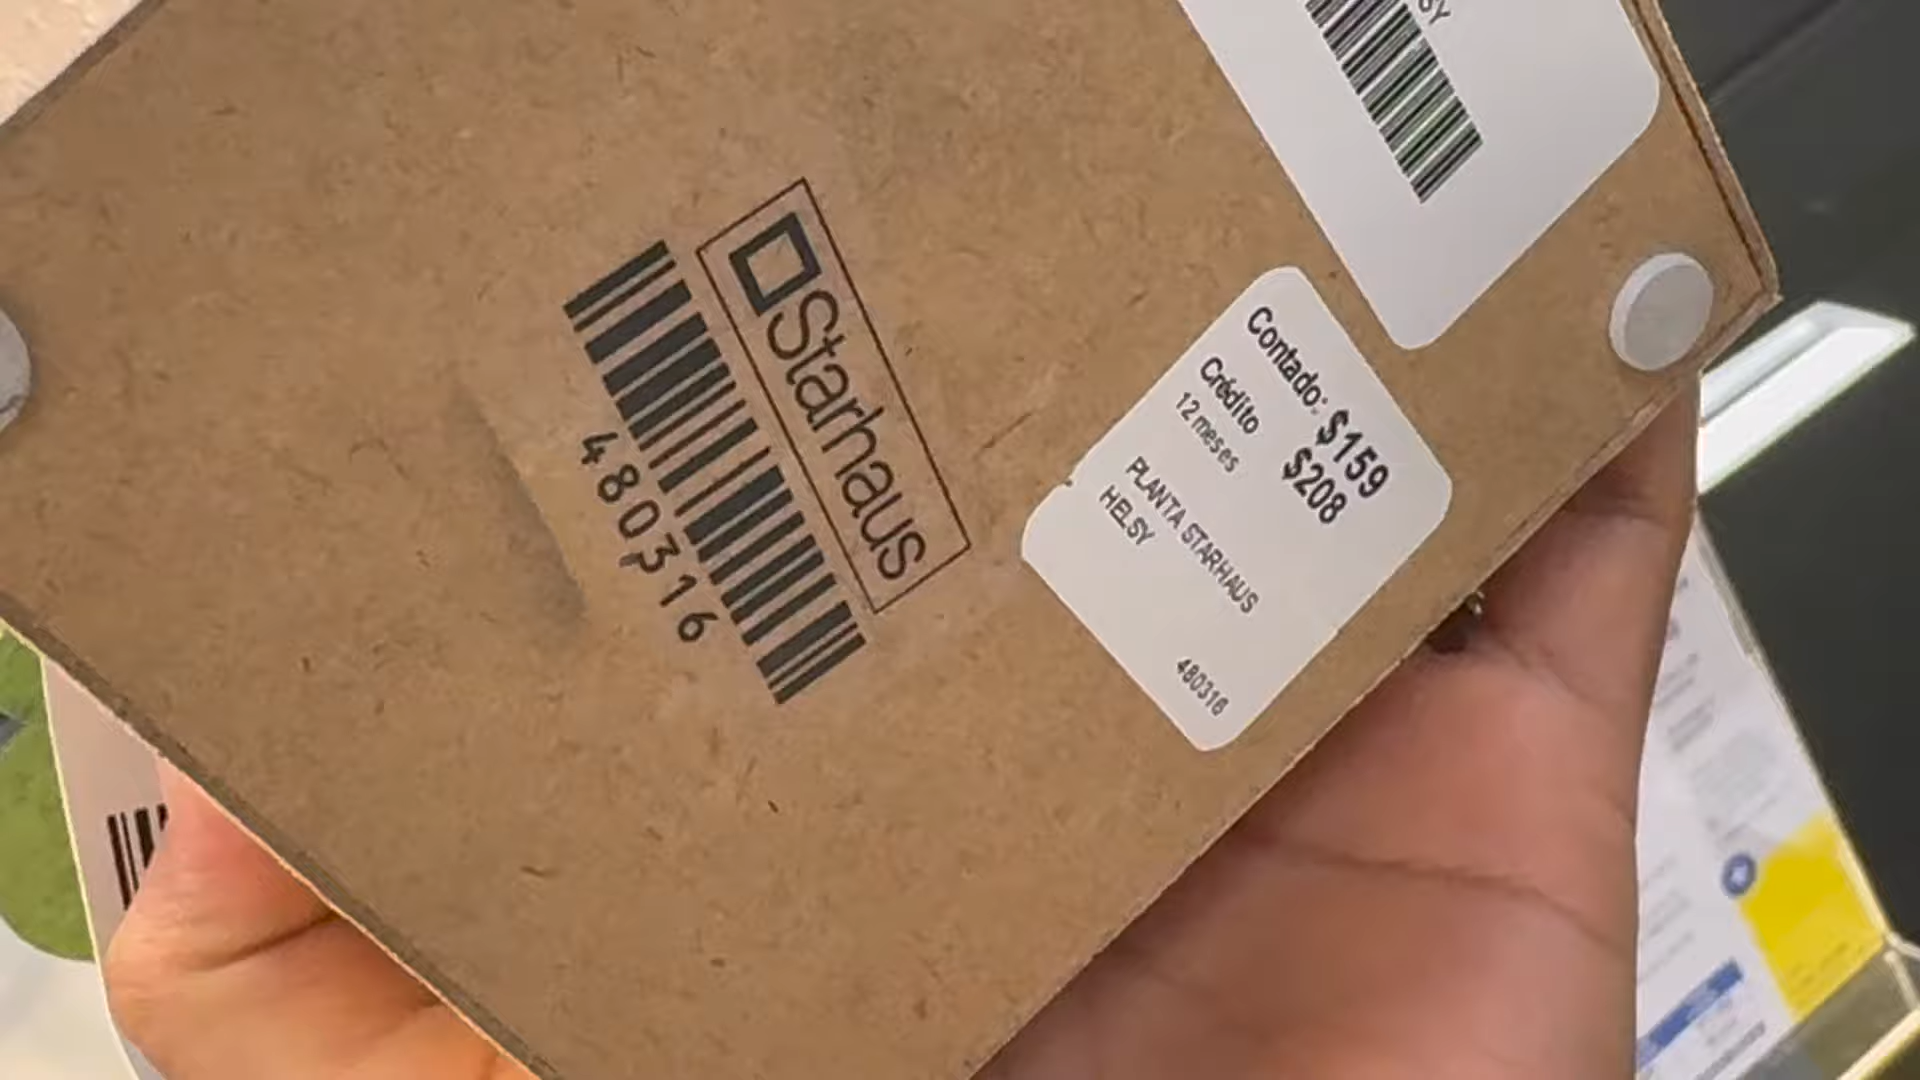 Starhaus
480316
Contado: $159
Crédito $208
12 meses
PLANTA STARHAUS
HELSY
480316